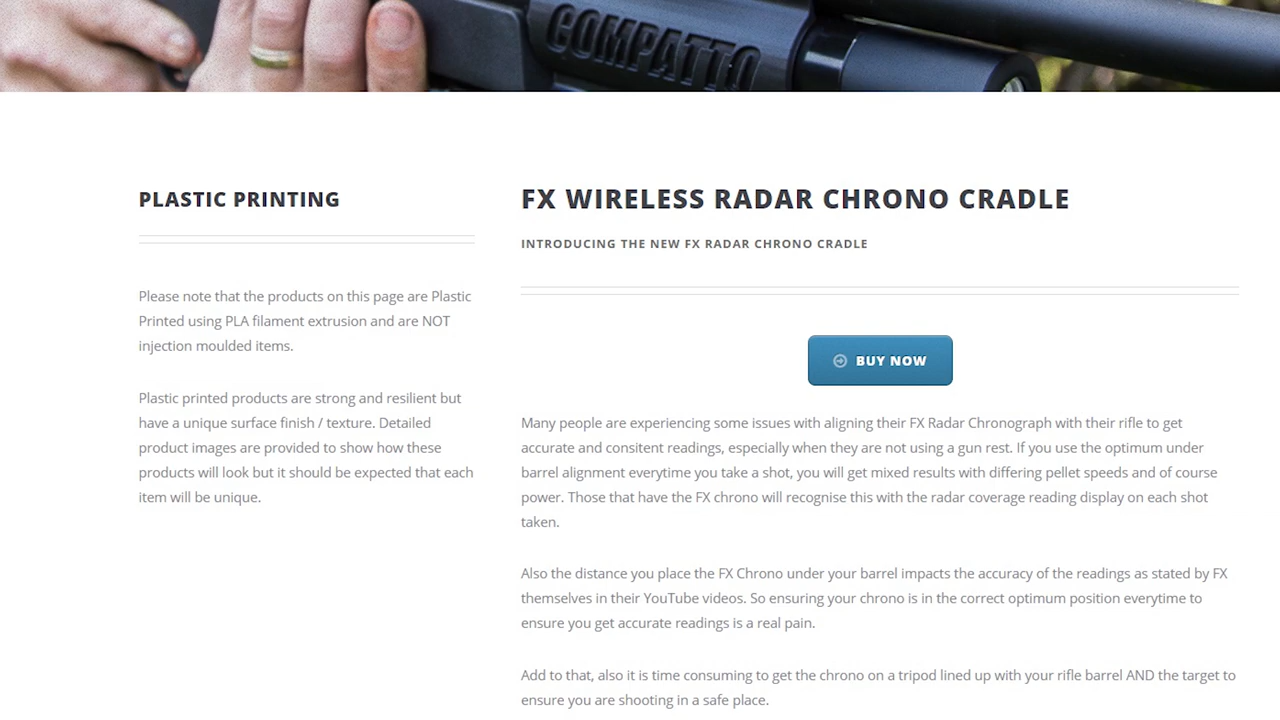 COMPATTO
PLASTIC PRINTING
Please note that the products on this page are Plastic
Printed using PLA filament extrusion and are NOT
injection moulded items.
Plastic printed products are strong and resilient but
have a unique surface finish / texture. Detailed
product images are provided to show how these
products will look but it should be expected that each
item will be unique.
FX WIRELESS RADAR CHRONO CRADLE
INTRODUCING THE NEW FX RADAR CHRONO CRADLE
BUY NOW
Many people are experiencing some issues with aligning their FX Radar Chronograph with their rifle to get
accurate and consitent readings, especially when they are not using a gun rest. If you use the optimum under
barrel alignment everytime you take a shot, you will get mixed results with differing pellet speeds and of course
power. Those that have the FX chrono will recognise this with the radar coverage reading display on each shot
taken.
Also the distance you place the FX Chrono under your barrel impacts the accuracy of the readings as stated by FX
themselves in their YouTube videos. So ensuring your chrono is in the correct optimum position everytime to
ensure you get accurate readings is a real pain.
Add to that, also it is time consuming to get the chrono on a tripod lined up with your rifle barrel AND the target to
ensure you are shooting in a safe place.